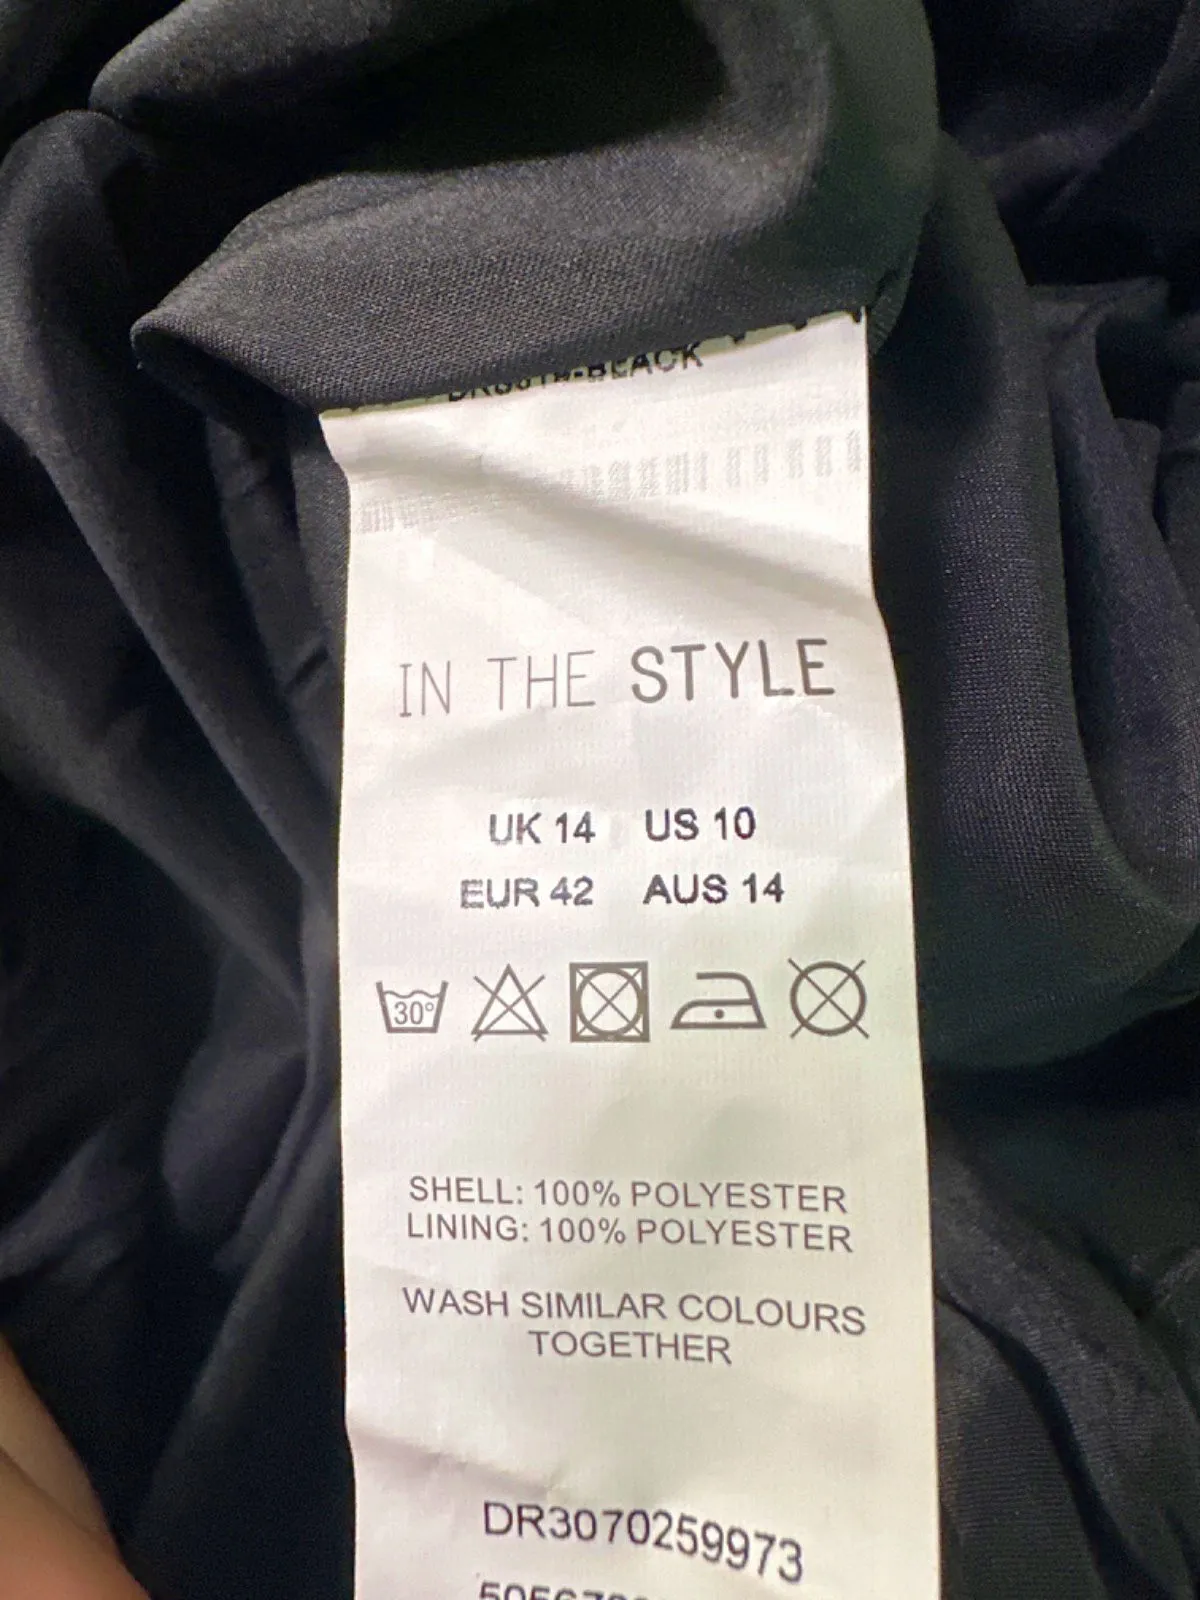 IN THE STYLE
UK 14 US 10
EUR 42 AUS 14
30°
SHELL: 100% POLYESTER
LINING: 100% POLYESTER
WASH SIMILAR COLOURS
TOGETHER
DR3070259973